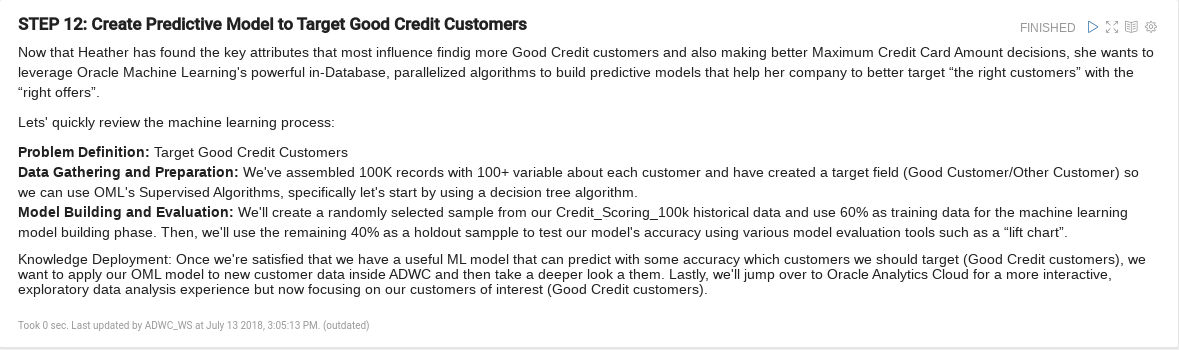 STEP 12: Create Predictive Model to Target Good Credit Customers
FINISHED
Now that Heather has found the key attributes that most influence findig more Good Credit customers and also making better Maximum Credit Card Amount decisions, she wants to
leverage Oracle Machine Learning's powerful in-Database, parallelized algorithms to build predictive models that help her company to better target “the right customers” with the
“right offers”.
Lets' quickly review the machine learning process:
Problem Definition: Target Good Credit Customers
Data Gathering and Preparation: We've assembled 100K records with 100+ variable about each customer and have created a target field (Good Customer/Other Customer) so
we can use OML's Supervised Algorithms, specifically let's start by using a decision tree algorithm.
Model Building and Evaluation: We'll create a randomly selected sample from our Credit_Scoring_100k historical data and use 60% as training data for the machine learning
model building phase. Then, we'll use the remaining 40% as a holdout sampple to test our model's accuracy using various model evaluation tools such as a “lift chart”.
Knowledge Deployment: Once we're satisfied that we have a useful ML model that can predict with some accuracy which customers we should target (Good Credit customers), we
want to apply our OML model to new customer data inside ADWC and then take a deeper look a them. Lastly, we'll jump over to Oracle Analytics Cloud for a more interactive,
exploratory data analysis experience but now focusing on our customers of interest (Good Credit customers).
Took 0 sec. Last updated by ADWC_WS at July 13 2018, 3:05:13 PM. (outdated)